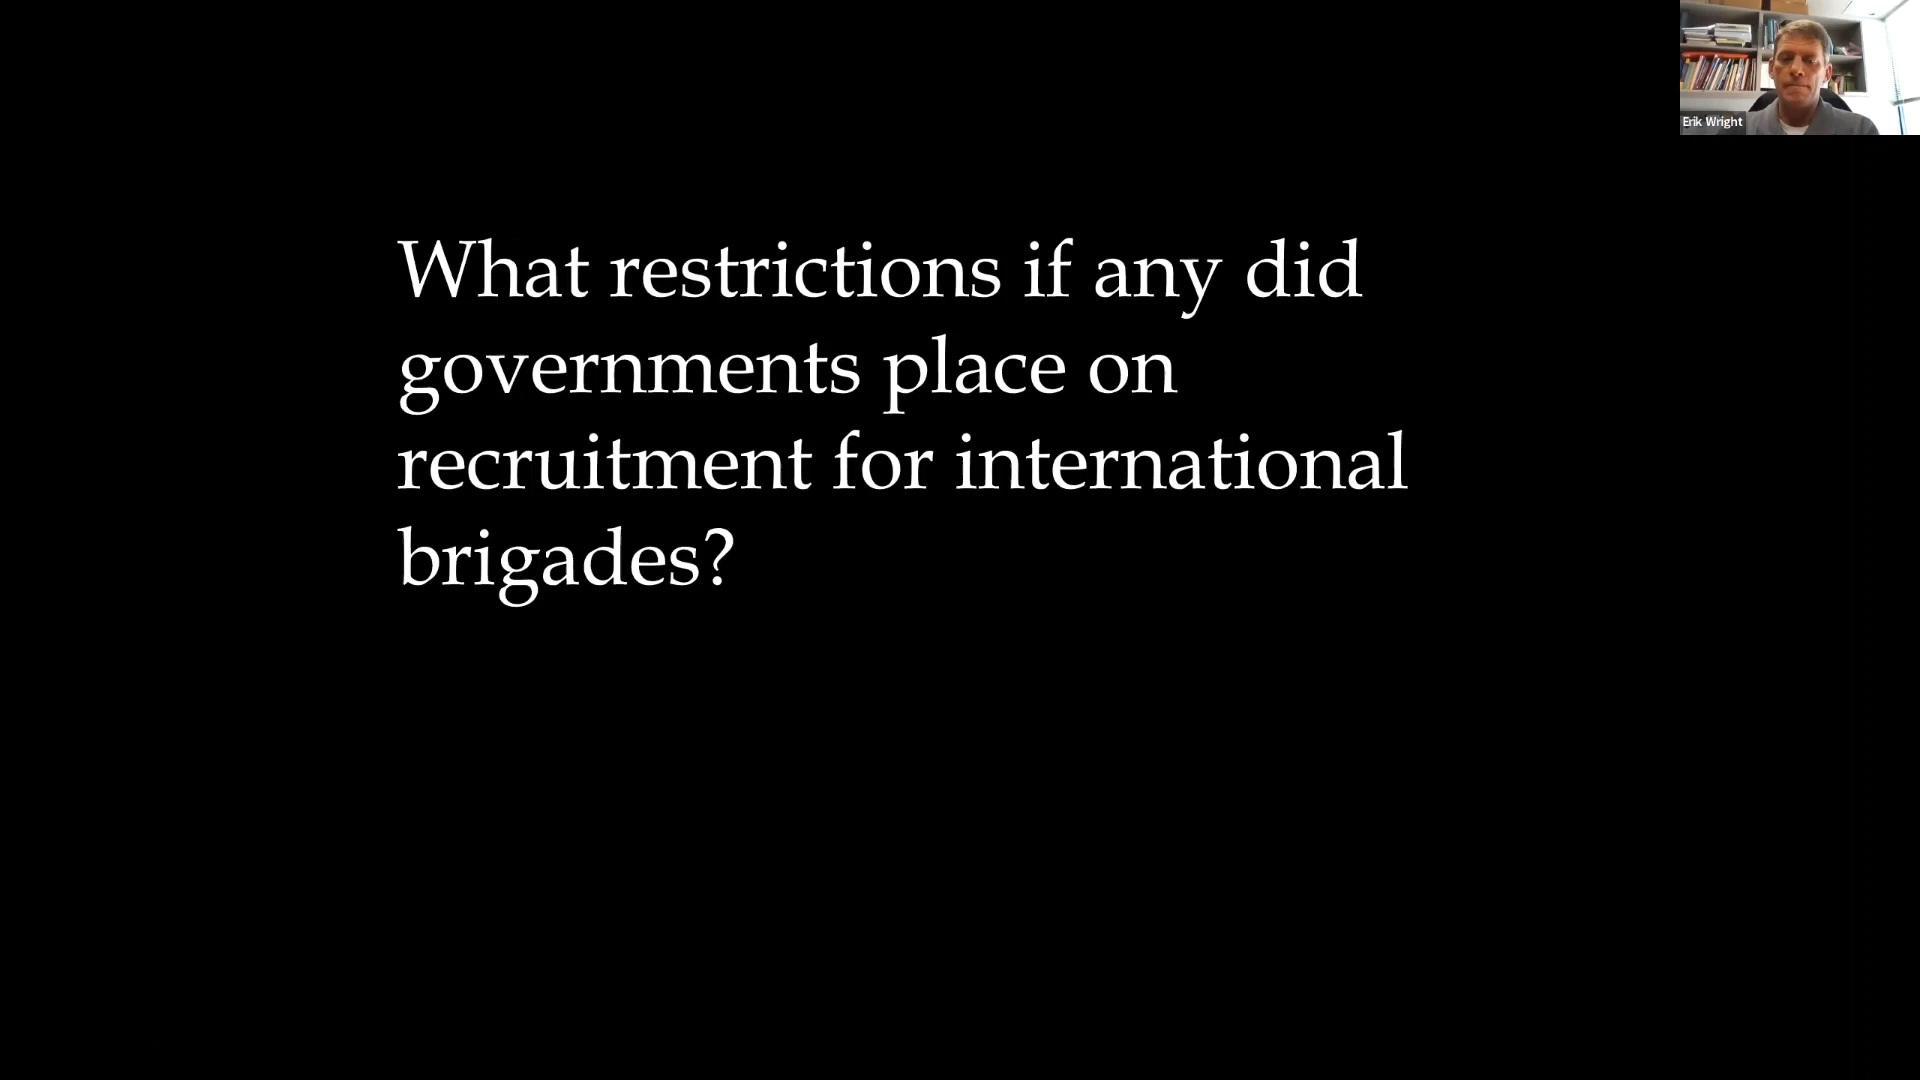 Erik Wright
What restrictions if any did
governments place on
recruitment for international
brigades?